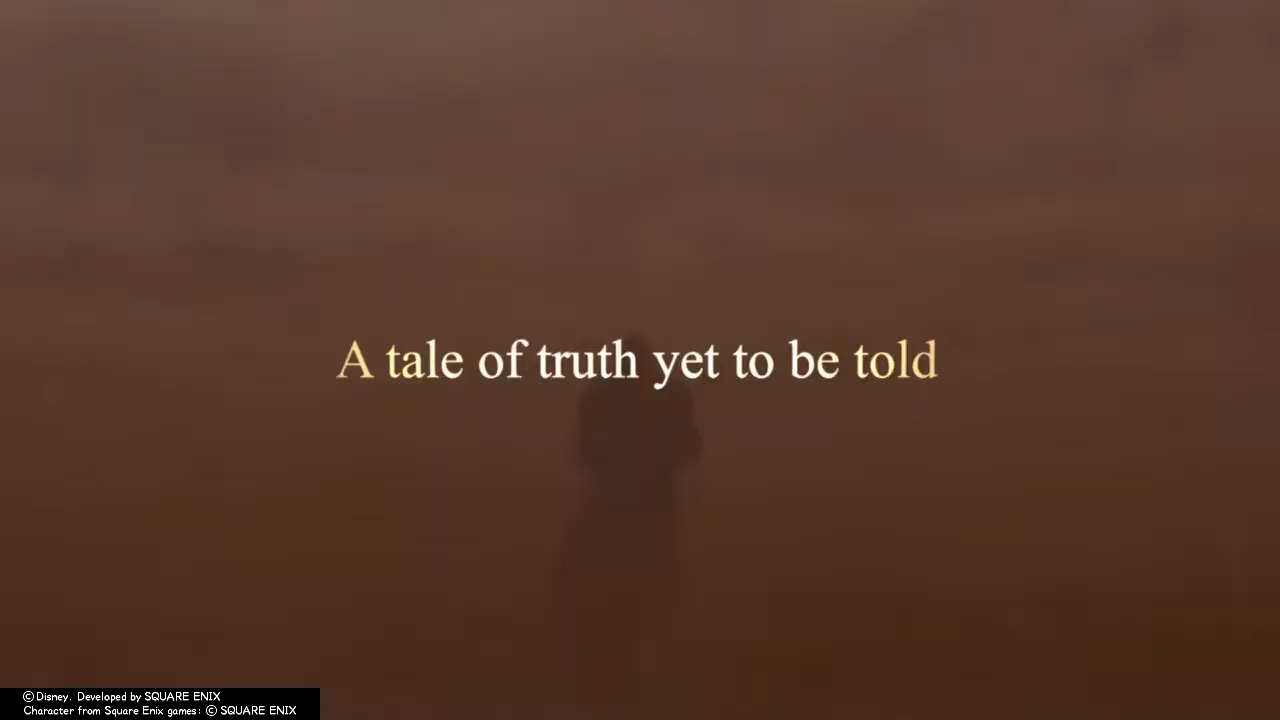 A tale of truth yet to be told
©Disney. Developed by SQUARE ENIX
Character from Square Enix games: © SQUARE ENIX